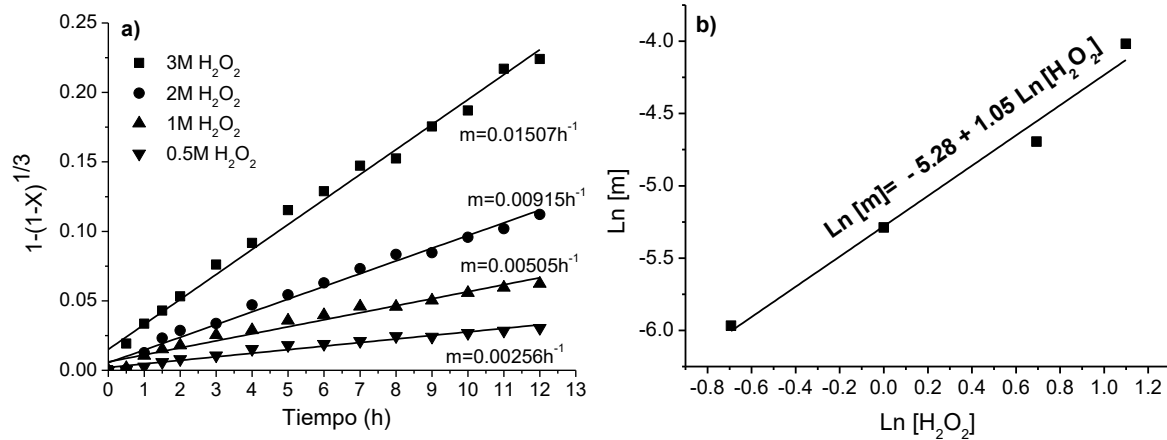 a)
3M H₂O₂
2M H₂O₂
1M H₂O₂
0.5M H₂O₂
m=0.01507h⁻¹
m=0.00915h⁻¹
m=0.00505h⁻¹
m=0.00256h⁻¹
1-(1-X)^1/3
0.25
0.20
0.15
0.10
0.05
0.00
0 1 2 3 4 5 6 7 8 9 10 11 12 13
Tiempo (h)
b)
Ln [m]= - 5.28 + 1.05 Ln [H₂O₂]
Ln [m]
-4.0
-4.5
-5.0
-5.5
-6.0
-0.8 -0.6 -0.4 -0.2 0.0 0.2 0.4 0.6 0.8 1.0 1.2
Ln [H₂O₂]